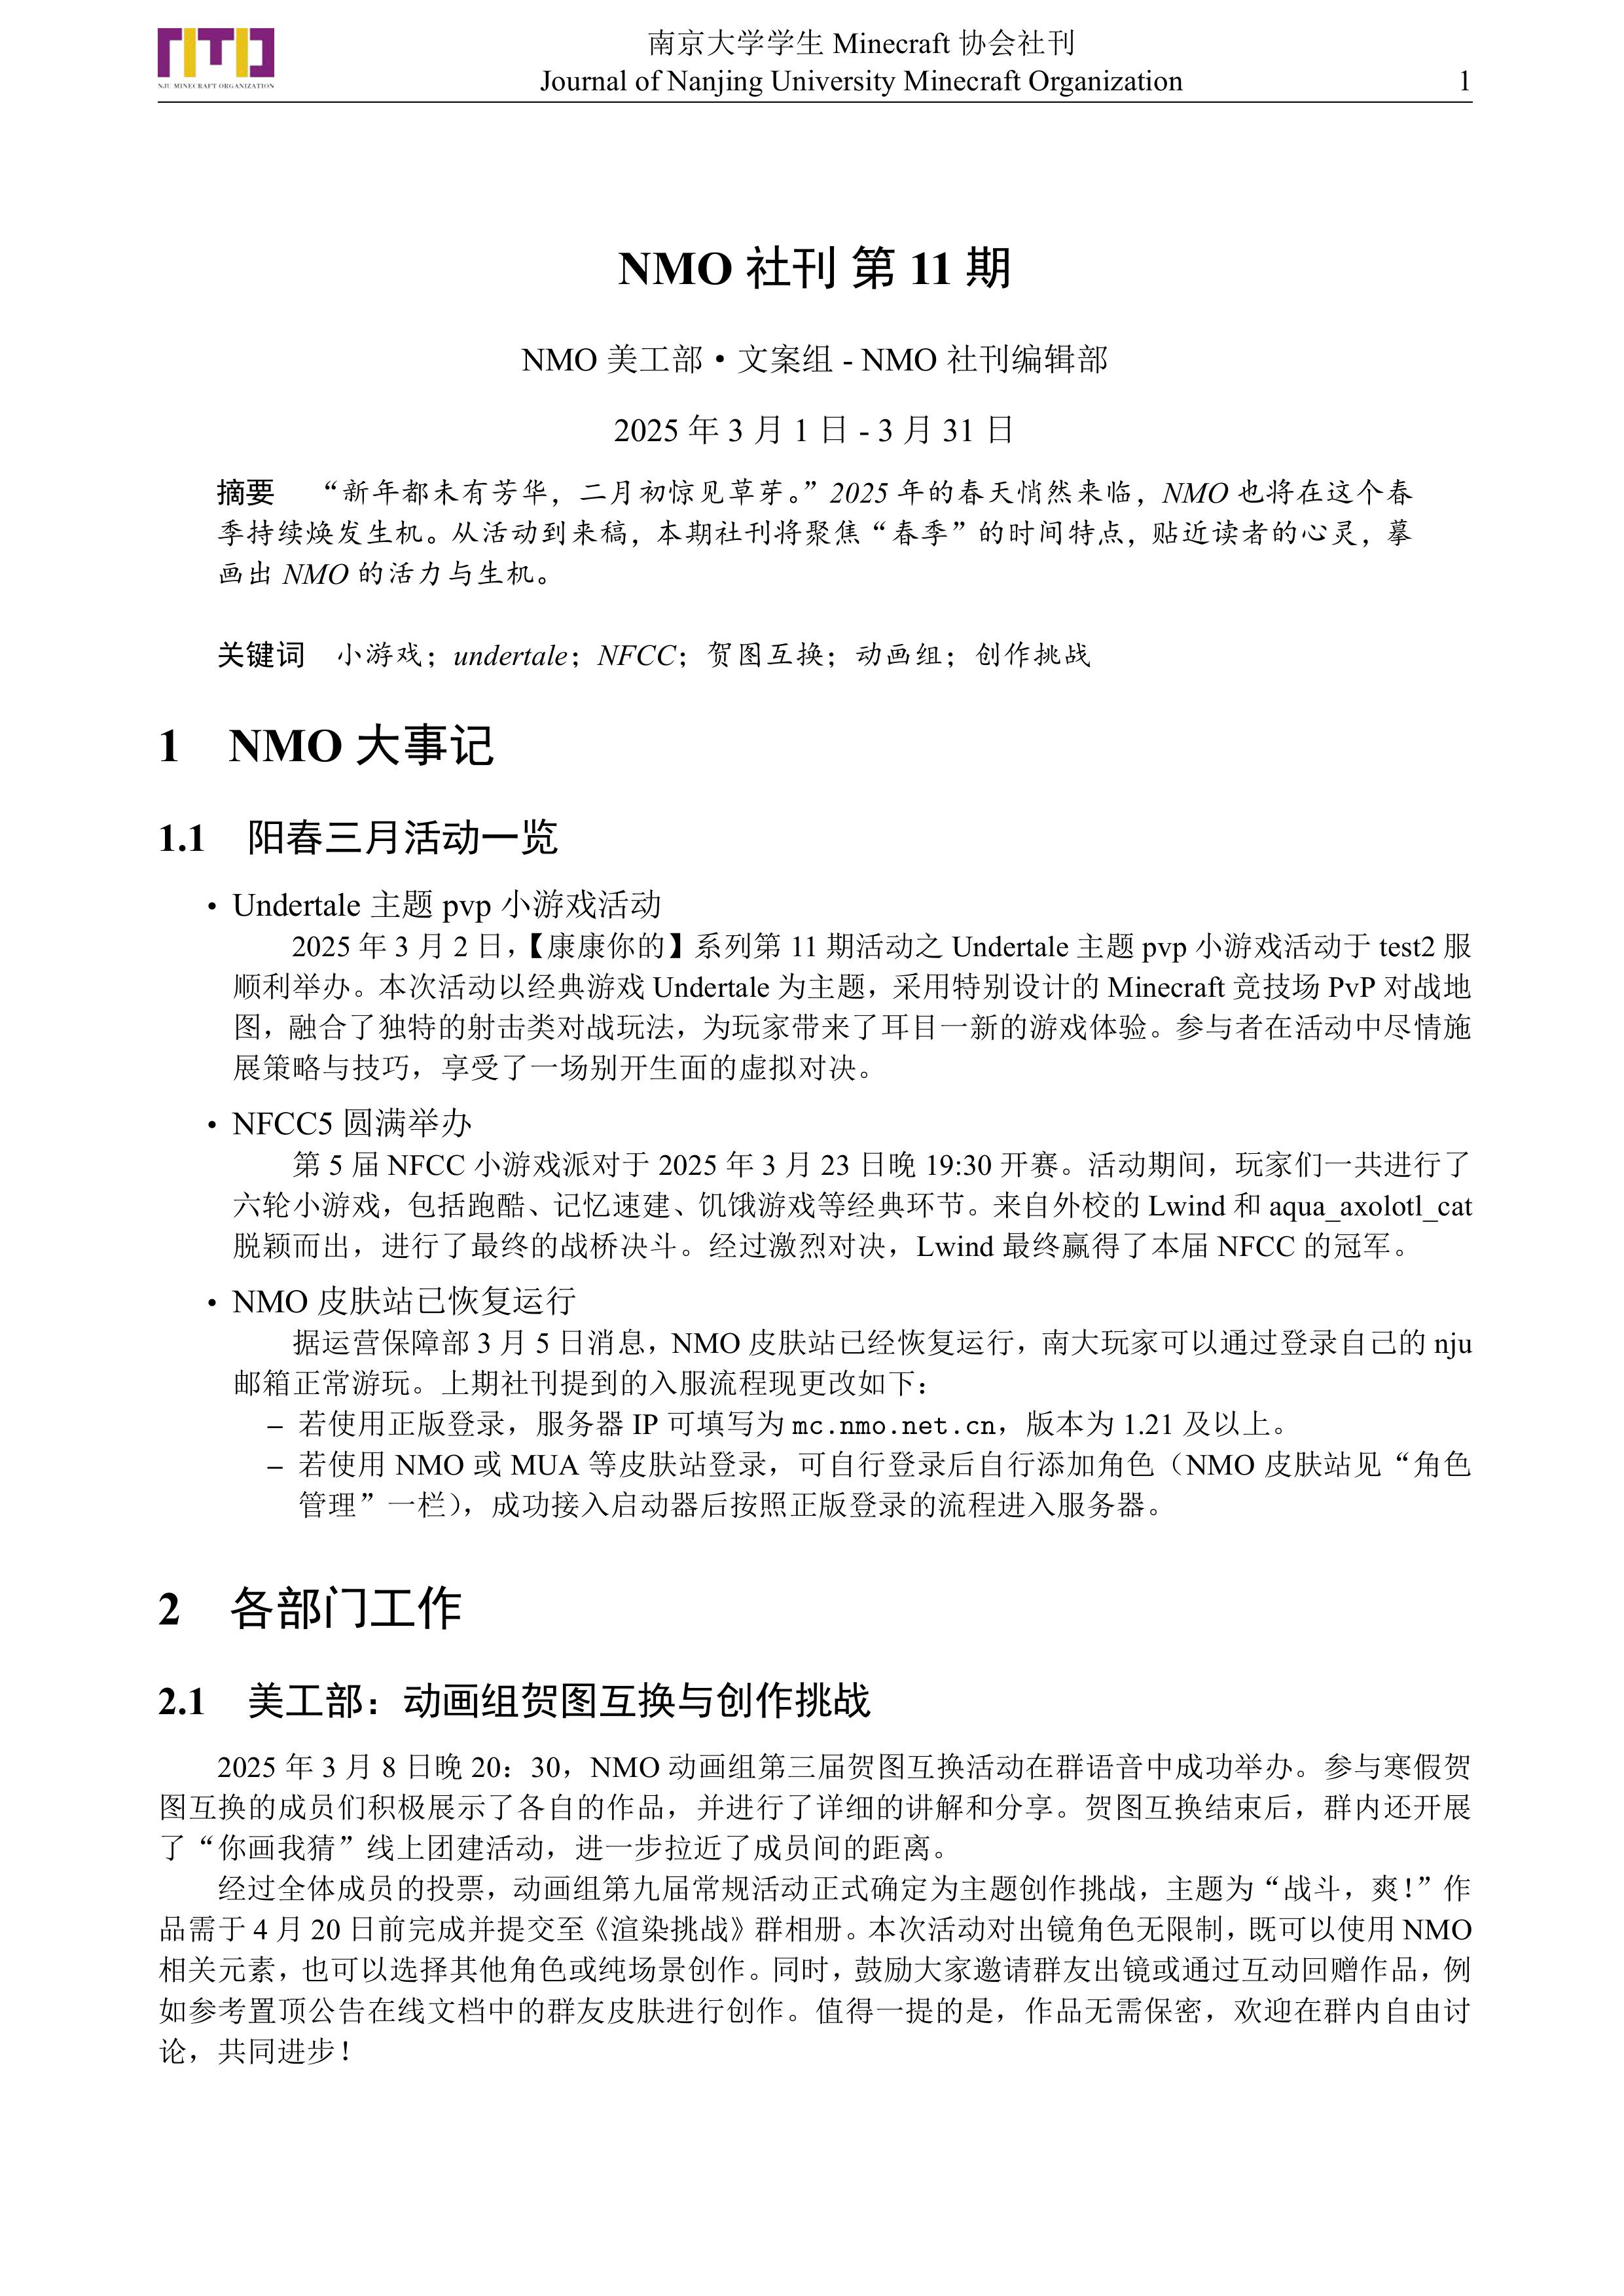 NJU MINECRAFT ORGANIZATION
南京大学学生 Minecraft 协会社刊
Journal of Nanjing University Minecraft Organization
1
NMO 社刊 第 11 期
NMO 美工部・文案组 - NMO 社刊编辑部
2025 年 3 月 1 日 - 3 月 31 日
摘要 “新年都未有芳华，二月初惊见草芽。”2025 年的春天悄然来临，NMO 也将在这个春
季持续焕发生机。从活动到来稿，本期社刊将聚焦“春季”的时间特点，贴近读者的心灵，摹
画出 NMO 的活力与生机。
关键词 小游戏；undertale；NFCC；贺图互换；动画组；创作挑战
1 NMO 大事记
1.1 阳春三月活动一览
• Undertale 主题 pvp 小游戏活动
2025 年 3 月 2 日，【康康你的】系列第 11 期活动之 Undertale 主题 pvp 小游戏活动于 test2 服
顺利举办。本次活动以经典游戏 Undertale 为主题，采用特别设计的 Minecraft 竞技场 PvP 对战地
图，融合了独特的射击类对战玩法，为玩家带来了耳目一新的游戏体验。参与者在活动中尽情施
展策略与技巧，享受了一场别开生面的虚拟对决。
• NFCC5 圆满举办
第 5 届 NFCC 小游戏派对于 2025 年 3 月 23 日晚 19:30 开赛。活动期间，玩家们一共进行了
六轮小游戏，包括跑酷、记忆速建、饥饿游戏等经典环节。来自外校的 Lwind 和 aqua_axolotl_cat
脱颖而出，进行了最终的战桥决斗。经过激烈对决，Lwind 最终赢得了本届 NFCC 的冠军。
• NMO 皮肤站已恢复运行
据运营保障部 3 月 5 日消息，NMO 皮肤站已经恢复运行，南大玩家可以通过登录自己的 nju
邮箱正常游玩。上期社刊提到的入服流程现更改如下：
– 若使用正版登录，服务器 IP 可填写为 mc.nmo.net.cn，版本为 1.21 及以上。
– 若使用 NMO 或 MUA 等皮肤站登录，可自行登录后自行添加角色（NMO 皮肤站见“角色
管理”一栏），成功接入启动器后按照正版登录的流程进入服务器。
2 各部门工作
2.1 美工部：动画组贺图互换与创作挑战
2025 年 3 月 8 日晚 20：30，NMO 动画组第三届贺图互换活动在群语音中成功举办。参与寒假贺
图互换的成员们积极展示了各自的作品，并进行了详细的讲解和分享。贺图互换结束后，群内还开展
了“你画我猜”线上团建活动，进一步拉近了成员间的距离。
经过全体成员的投票，动画组第九届常规活动正式确定为主题创作挑战，主题为“战斗，爽！”作
品需于 4 月 20 日前完成并提交至《渲染挑战》群相册。本次活动对出镜角色无限制，既可以使用 NMO
相关元素，也可以选择其他角色或纯场景创作。同时，鼓励大家邀请群友出镜或通过互动回赠作品，例
如参考置顶公告在线文档中的群友皮肤进行创作。值得一提的是，作品无需保密，欢迎在群内自由讨
论，共同进步！